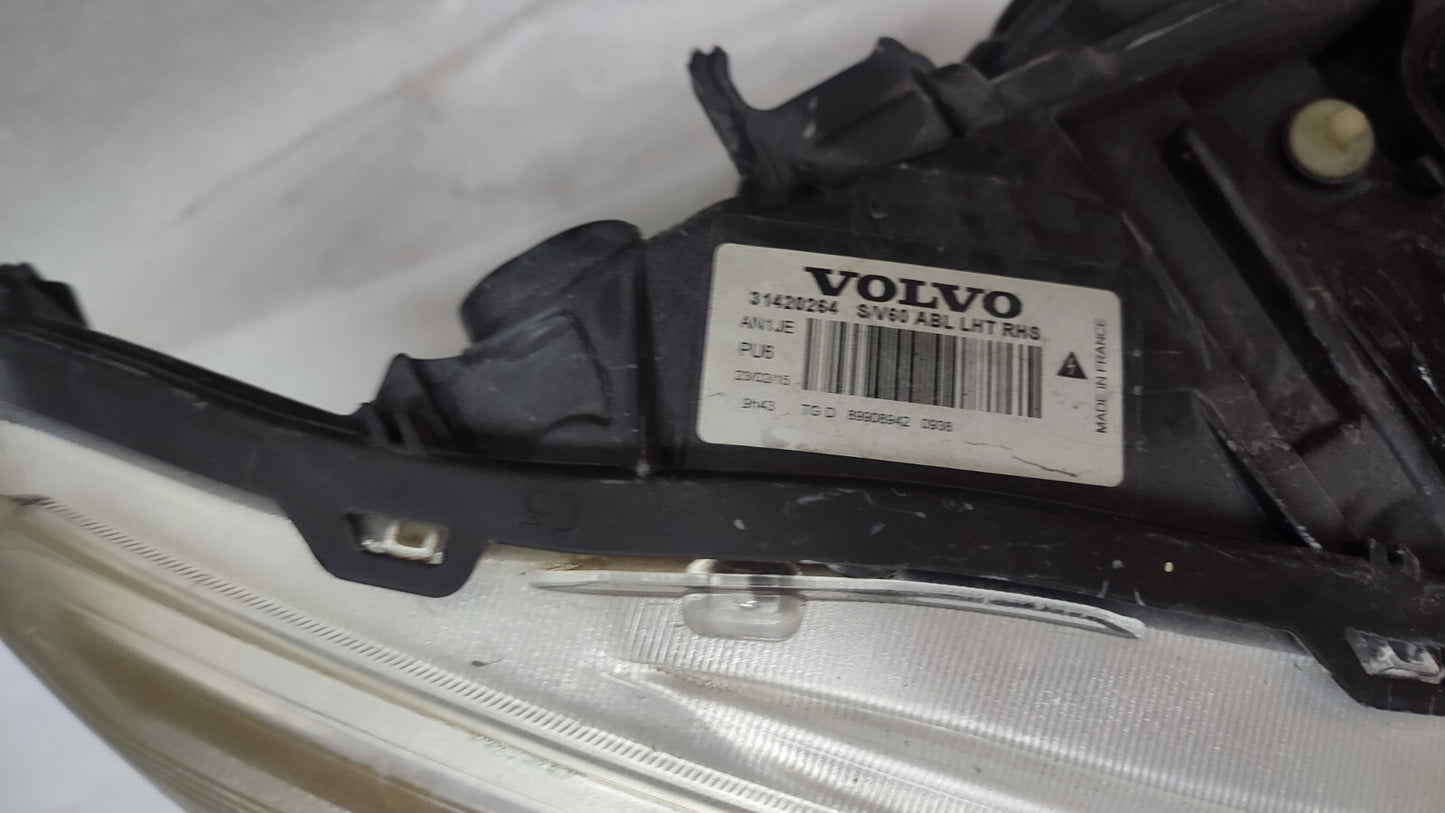 VOLVO
31420264 S/V60 ABL LHT RHS
AN1JE
PU6
23/02/15
9h43 TG D 89908942 0938
MADE IN FRANCE